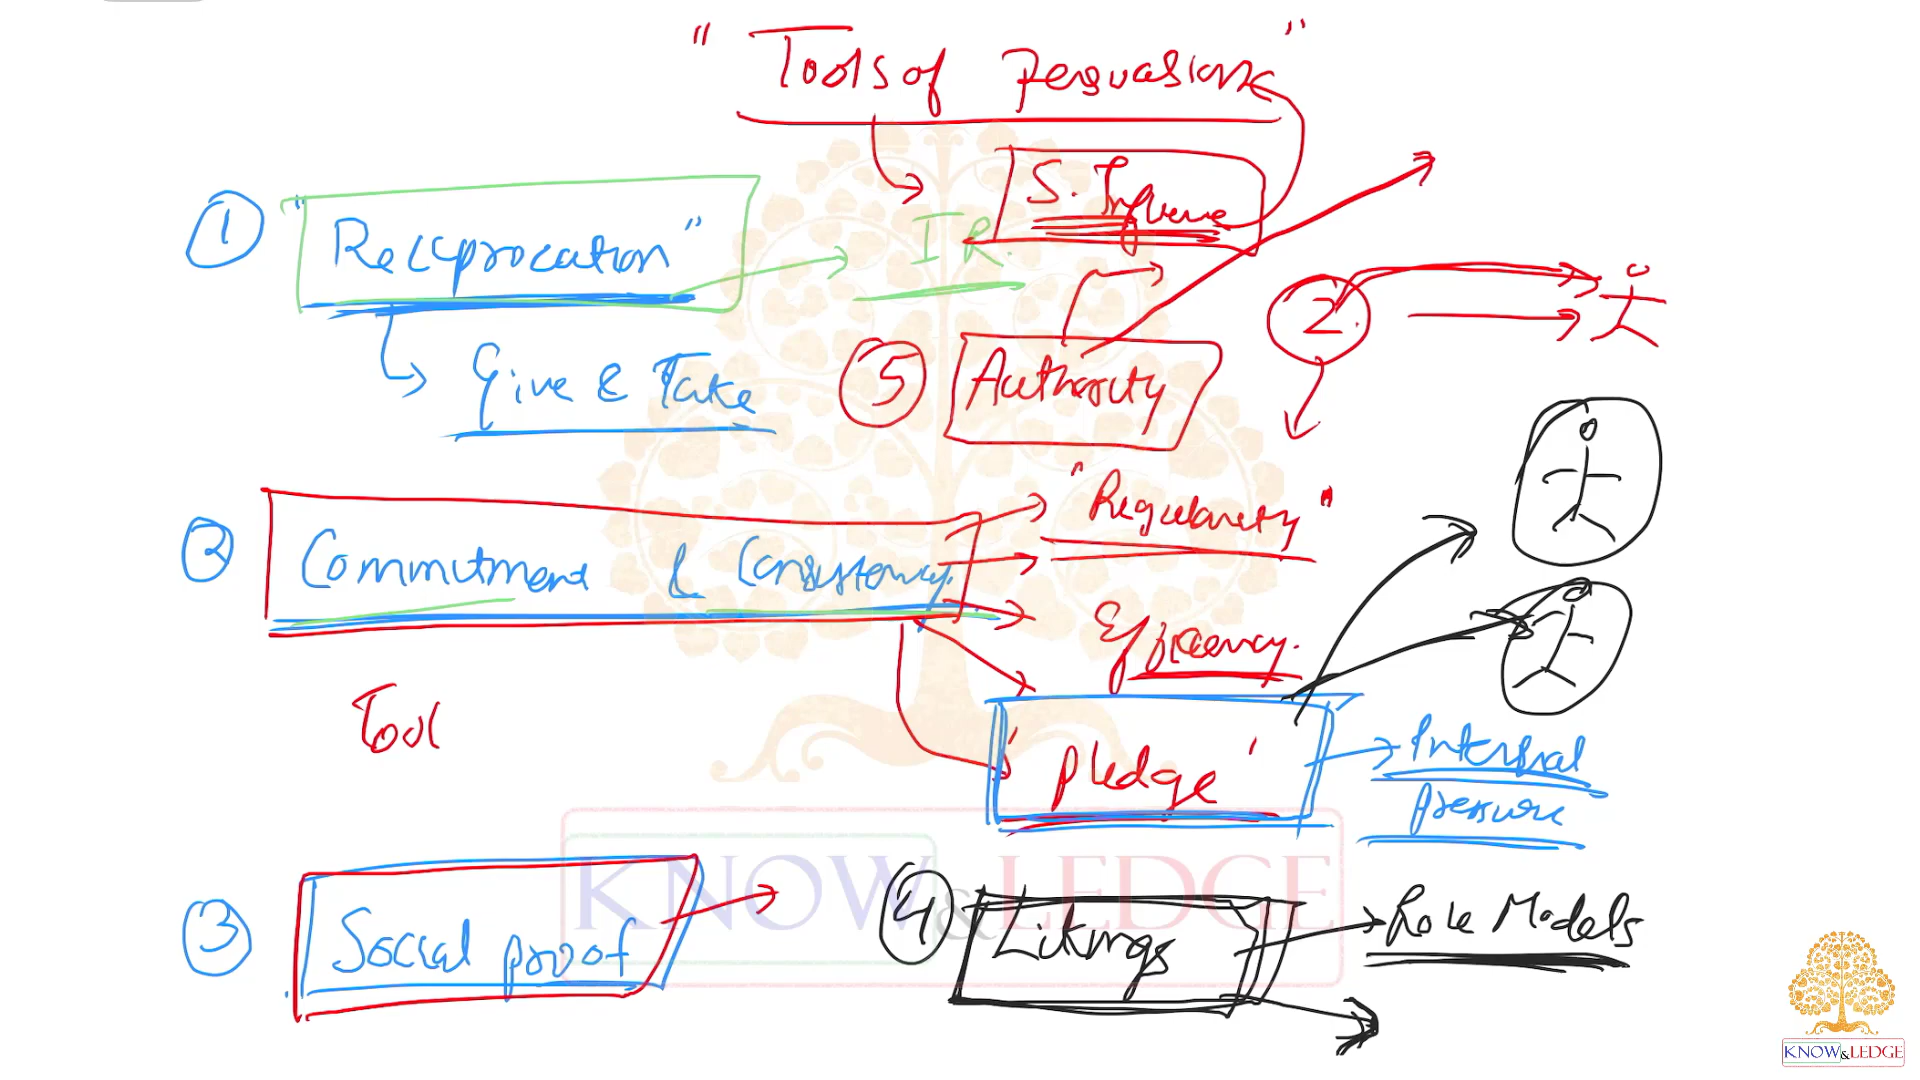 " Tools of Persuasion "
S. Influence
① "Reciprocation"
I R.
Give & Take
⑤ Authority
2.
② Commitment & Consistency
"Regularity"
Efficiency.
Tool
'pledge'
Internal
pressure
③ Social proof
④ Likings
Role Models
KNOW&LEDGE
KNOW&LEDGE